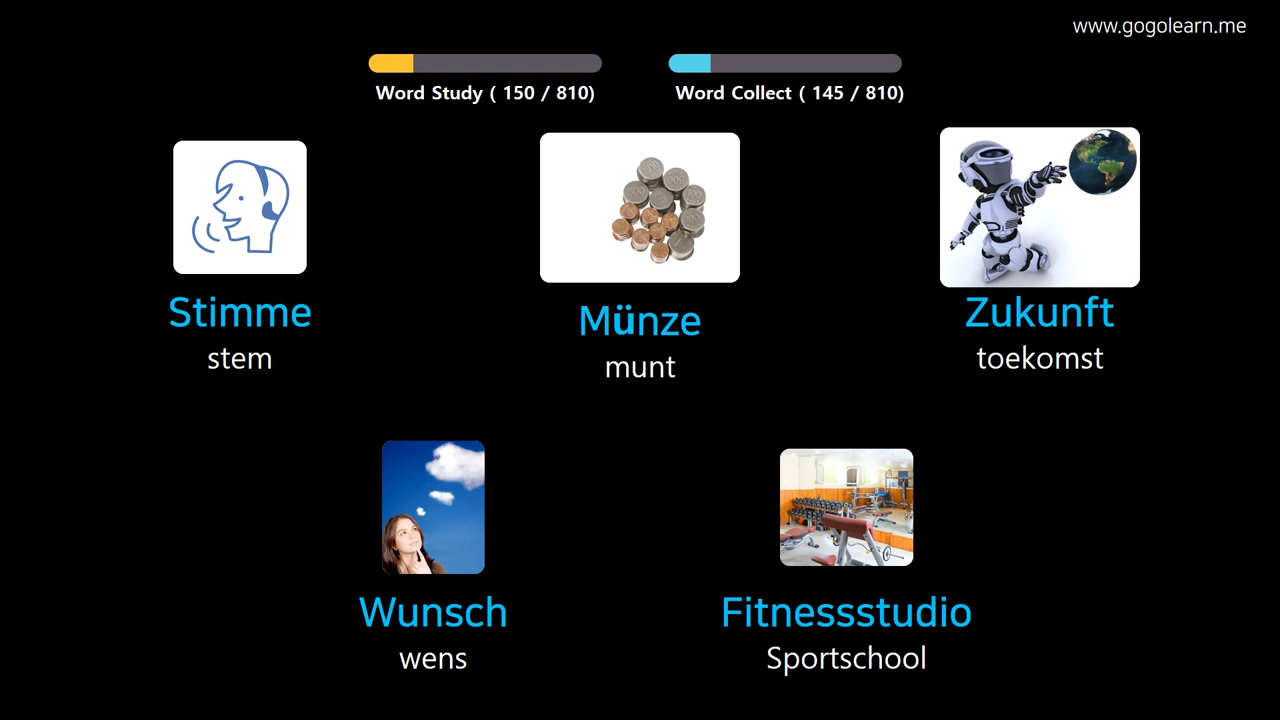 www.gogolearn.me
Word Study ( 150 / 810)
Word Collect ( 145 / 810)
Stimme
stem
Münze
munt
Zukunft
toekomst
Wunsch
wens
Fitnessstudio
Sportschool